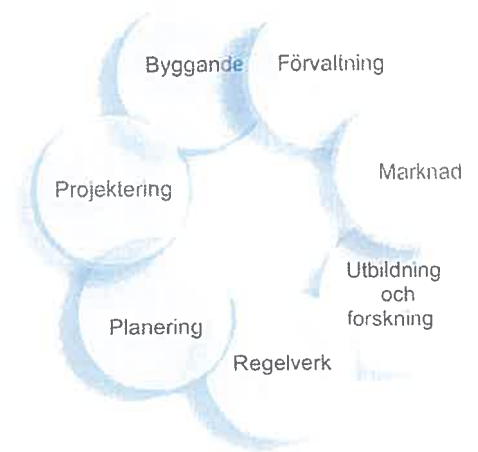 Byggande
Förvaltning
Marknad
Projektering
Utbildning
och
forskning
Planering
Regelverk